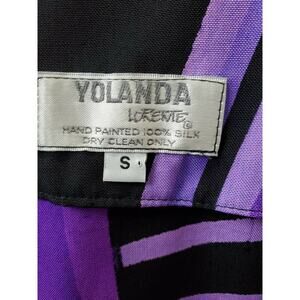 YOLANDA
LORENTE ©
HAND PAINTED 100% SILK
DRY CLEAN ONLY
S